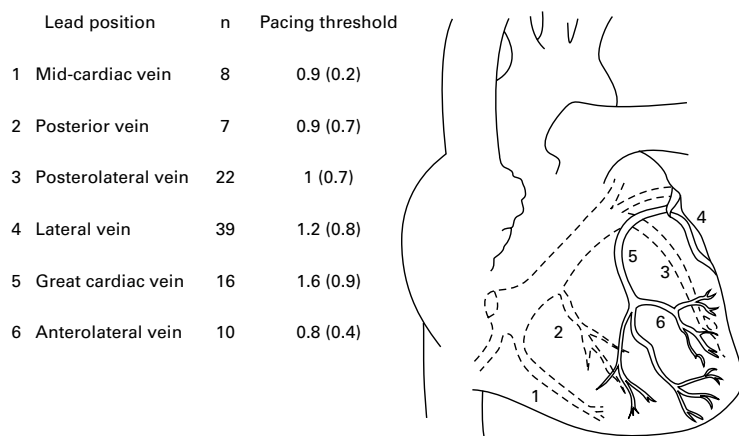 Lead position n Pacing threshold
1 Mid-cardiac vein 8 0.9 (0.2)
2 Posterior vein 7 0.9 (0.7)
3 Posterolateral vein 22 1 (0.7)
4 Lateral vein 39 1.2 (0.8)
5 Great cardiac vein 16 1.6 (0.9)
6 Anterolateral vein 10 0.8 (0.4)
4
5
3
6
2
1